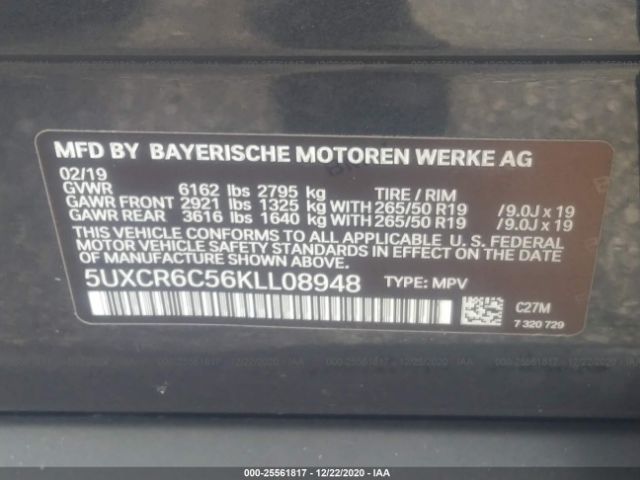 MFD BY BAYERISCHE MOTOREN WERKE AG
02/19
GVWR 6162 lbs 2795 kg TIRE / RIM
GAWR FRONT 2921 lbs 1325 kg WITH 265/50 R19 /9.0J x 19
GAWR REAR 3616 lbs 1640 kg WITH 265/50 R19 /9.0J x 19
THIS VEHICLE CONFORMS TO ALL APPLICABLE U.S. FEDERAL
MOTOR VEHICLE SAFETY STANDARDS IN EFFECT ON THE
DATE OF MANUFACTURE SHOWN ABOVE.
5UXCR6C56KLL08948 TYPE: MPV
C27M
7 320 729
000-25561817 - 12/22/2020 - IAA